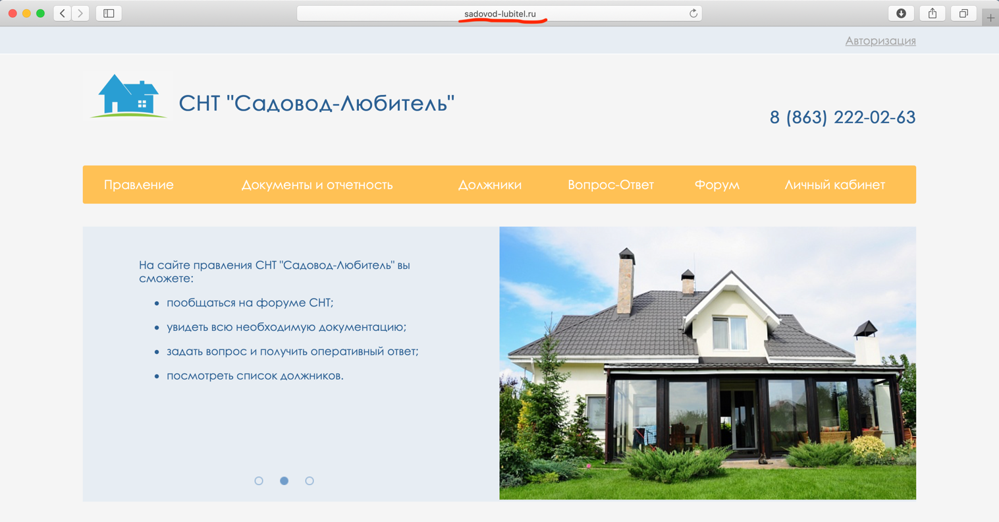 sadovod-lubitel.ru
Авторизация
СНТ "Садовод-Любитель"
8 (863) 222-02-63
Правление Документы и отчетность Должники Вопрос-Ответ Форум Личный кабинет
На сайте правления СНТ "Садовод-Любитель" вы
сможете:
• пообщаться на форуме СНТ;
• увидеть всю необходимую документацию;
• задать вопрос и получить оперативный ответ;
• посмотреть список должников.